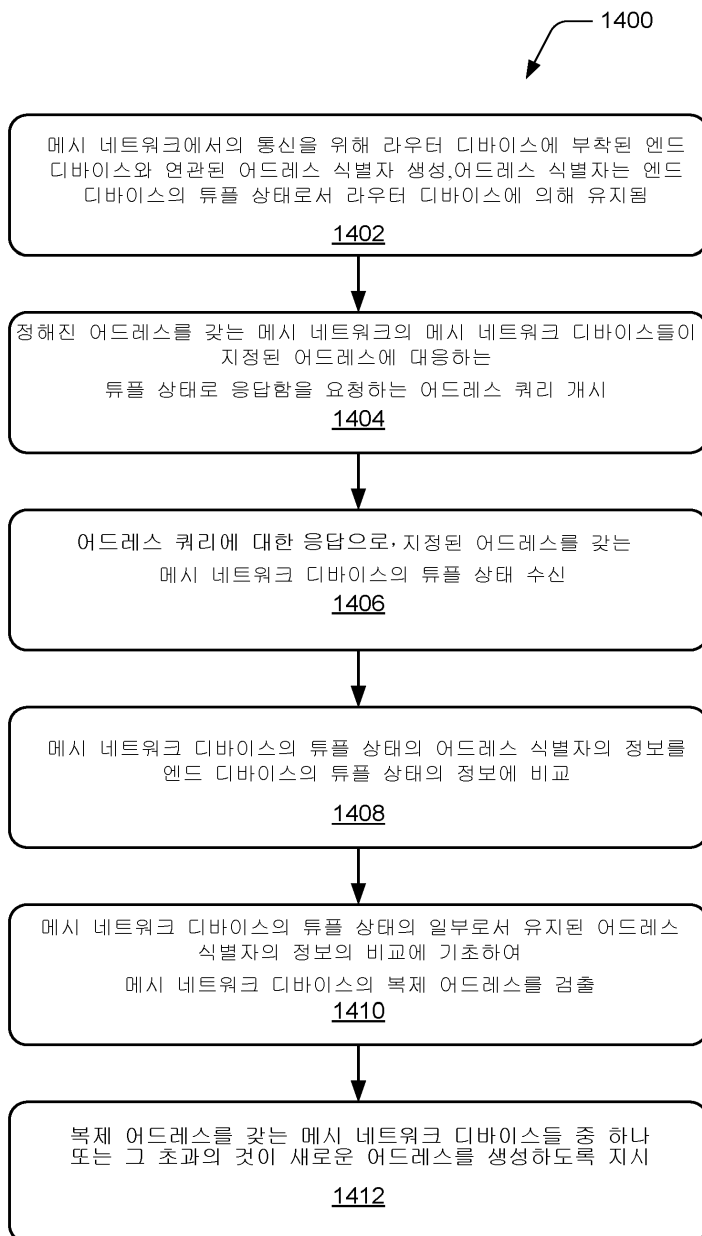 1400
메시 네트워크에서의 통신을 위해 라우터 디바이스에 부착된 엔드
디바이스와 연관된 어드레스 식별자 생성,어드레스 식별자는 엔드
디바이스의 튜플 상태로서 라우터 디바이스에 의해 유지됨
1402
정해진 어드레스를 갖는 메시 네트워크의 메시 네트워크 디바이스들이
지정된 어드레스에 대응하는
튜플 상태로 응답함을 요청하는 어드레스 쿼리 개시
1404
어드레스 쿼리에 대한 응답으로, 지정된 어드레스를 갖는
메시 네트워크 디바이스의 튜플 상태 수신
1406
메시 네트워크 디바이스의 튜플 상태의 어드레스 식별자의 정보를
엔드 디바이스의 튜플 상태의 정보에 비교
1408
메시 네트워크 디바이스의 튜플 상태의 일부로서 유지된 어드레스
식별자의 정보의 비교에 기초하여
메시 네트워크 디바이스의 복제 어드레스를 검출
1410
복제 어드레스를 갖는 메시 네트워크 디바이스들 중 하나
또는 그 초과의 것이 새로운 어드레스를 생성하도록 지시
1412